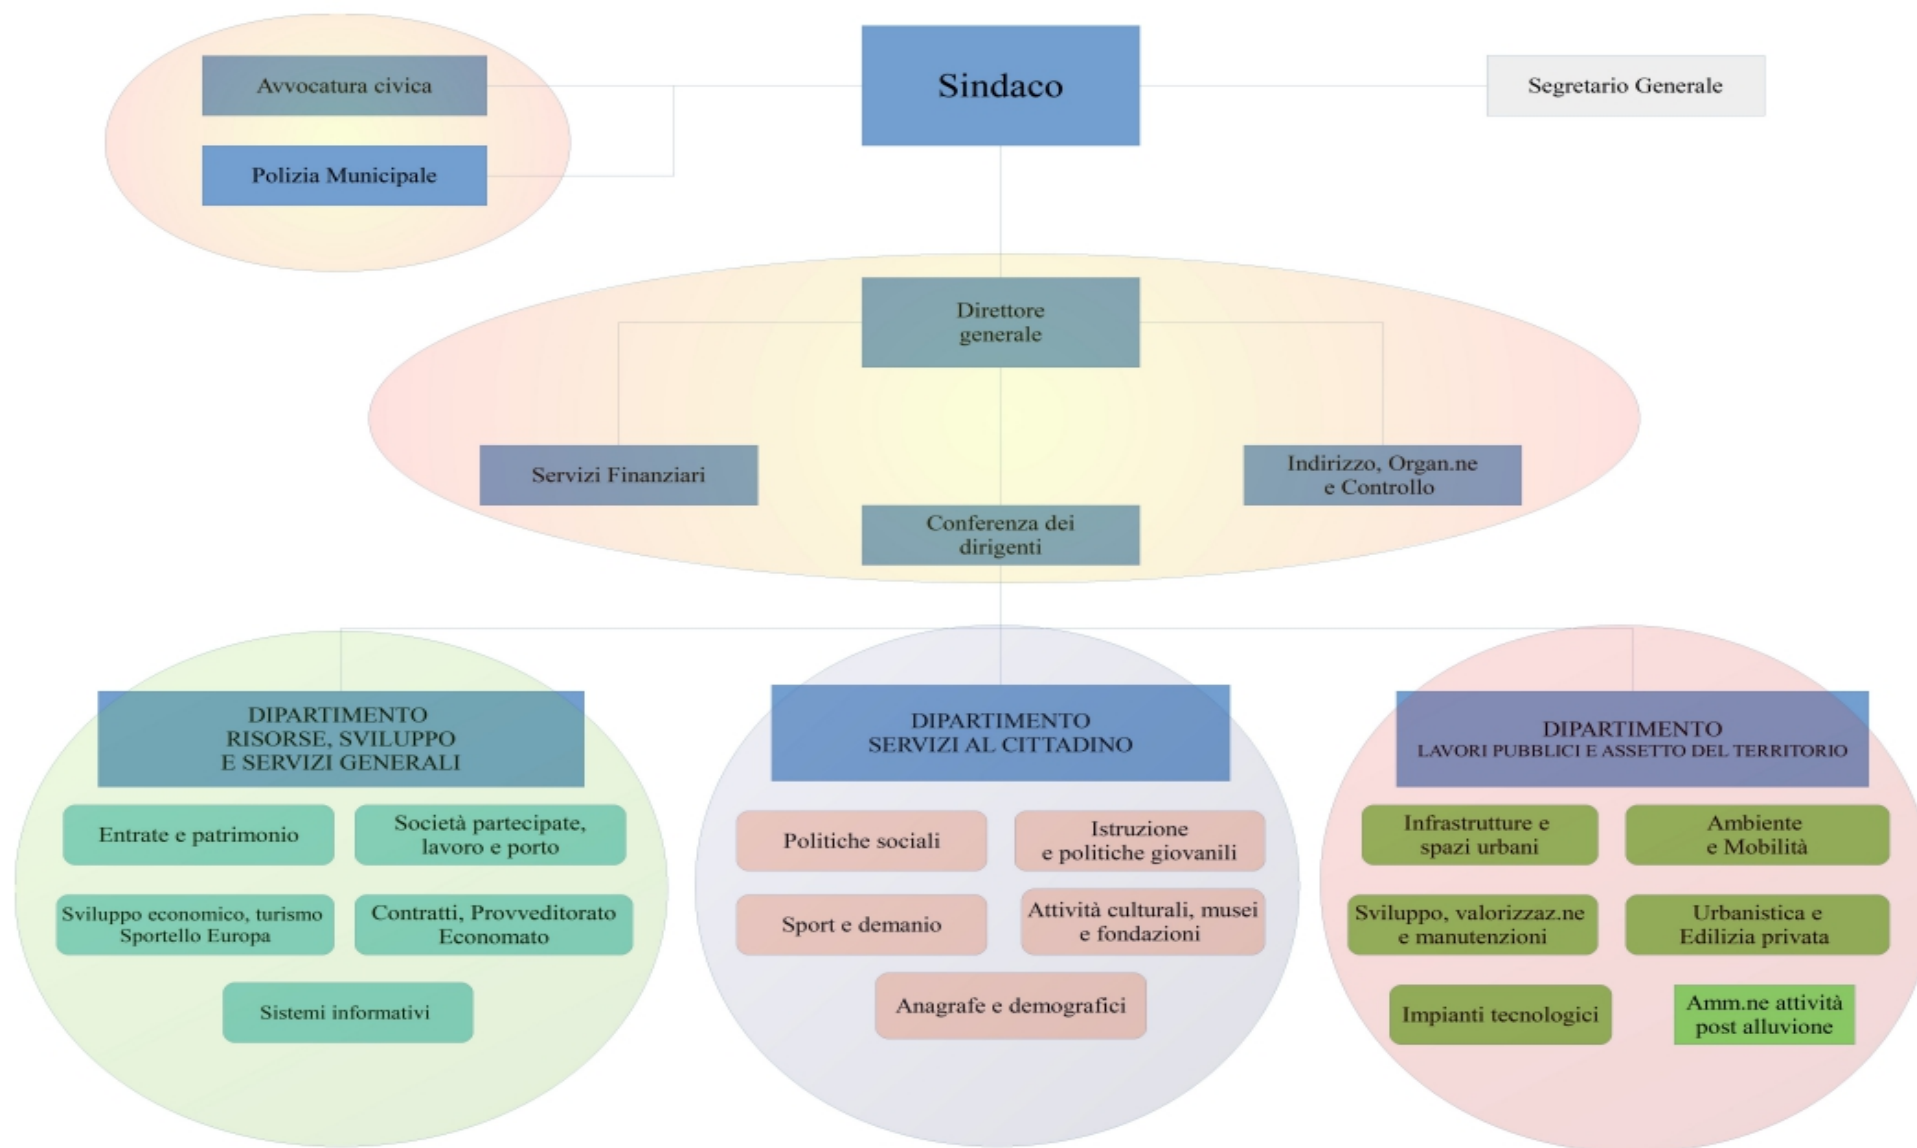 Avvocatura civica
Sindaco
Segretario Generale
Polizia Municipale
Direttore
generale
Servizi Finanziari
Indirizzo, Organ.ne
e Controllo
Conferenza dei
dirigenti
DIPARTIMENTO
RISORSE, SVILUPPO
E SERVIZI GENERALI
Entrate e patrimonio
Società partecipate,
lavoro e porto
Sviluppo economico, turismo
Sportello Europa
Contratti, Provveditorato
Economato
Sistemi informativi
DIPARTIMENTO
SERVIZI AL CITTADINO
Politiche sociali
Istruzione
e politiche giovanili
Sport e demanio
Attività culturali, musei
e fondazioni
Anagrafe e demografici
DIPARTIMENTO
LAVORI PUBBLICI E ASSETTO DEL TERRITORIO
Infrastrutture e
spazi urbani
Ambiente
e Mobilità
Sviluppo, valorizzaz.ne
e manutenzioni
Urbanistica e
Edilizia privata
Impianti tecnologici
Amm.ne attività
post alluvione